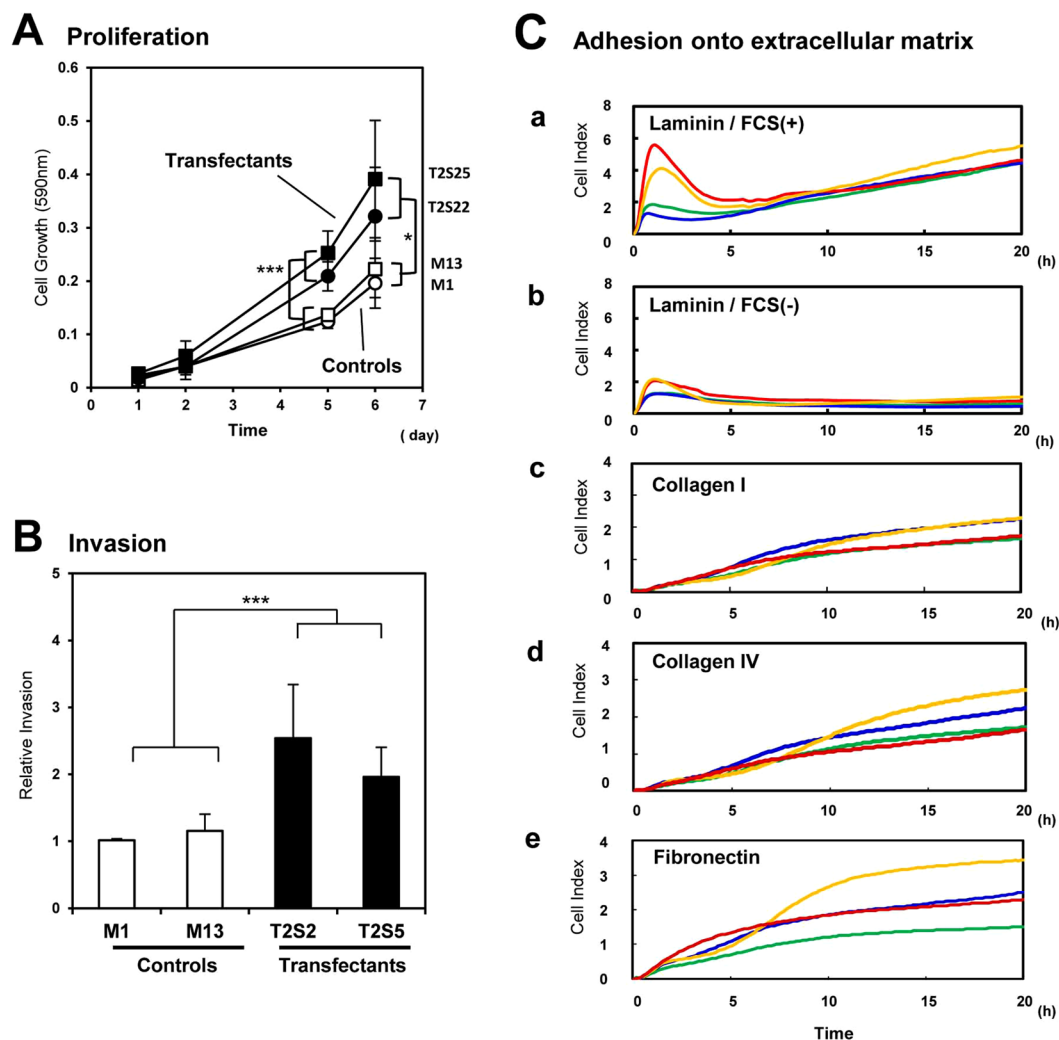 A Proliferation
0.6
0.5
0.4
0.3
0.2
0.1
0
Cell Growth (590nm)
Transfectants
T2S25
T2S22
***
*
M13
M1
Controls
0 1 2 3 4 5 6 7
Time
( day)
B Invasion
5
4
3
2
1
0
Relative Invasion
***
M1 M13 T2S2 T2S5
Controls Transfectants
C Adhesion onto extracellular matrix
a
Laminin / FCS(+)
Cell Index
8
6
4
2
0
0 5 10 15 20
(h)
b
Laminin / FCS(-)
Cell Index
8
6
4
2
0
0 5 10 15 20
(h)
c
Collagen I
Cell Index
4
3
2
1
0
0 5 10 15 20
(h)
d
Collagen IV
Cell Index
4
3
2
1
0
0 5 10 15 20
(h)
e
Fibronectin
Cell Index
4
3
2
1
0
0 5 10 15 20
(h)
Time